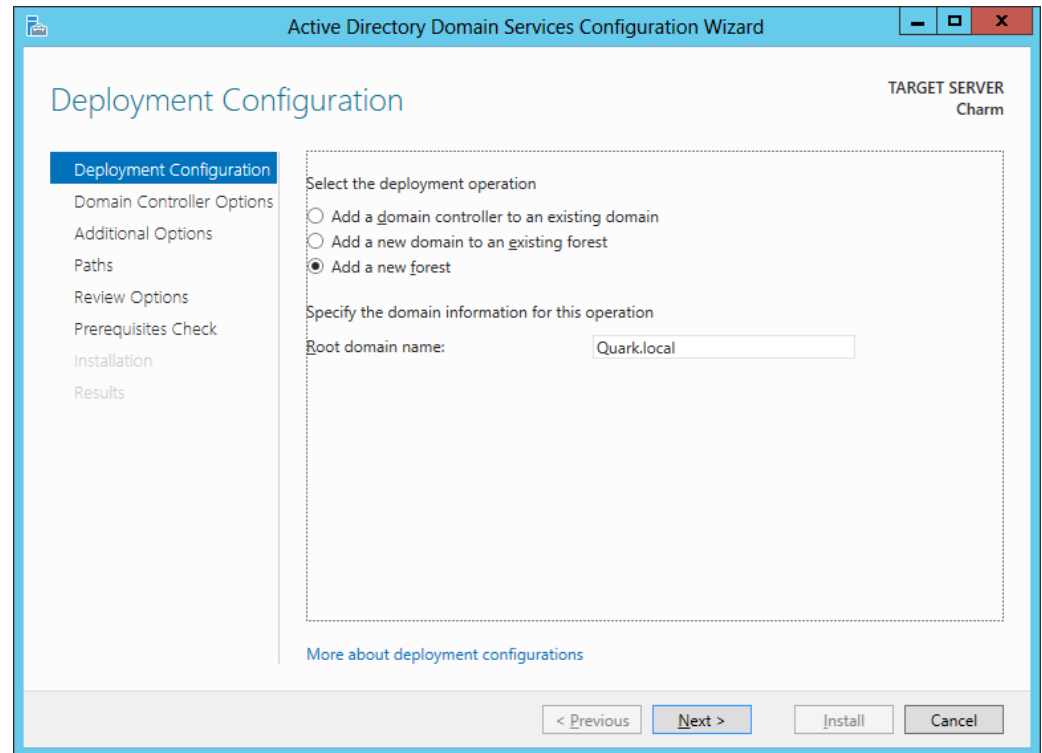 Active Directory Domain Services Configuration Wizard
Deployment Configuration
TARGET SERVER
Charm
Deployment Configuration
Domain Controller Options
Additional Options
Paths
Review Options
Prerequisites Check
Installation
Results
Select the deployment operation
Add a domain controller to an existing domain
Add a new domain to an existing forest
Add a new forest
Specify the domain information for this operation
Root domain name: Quark.local
More about deployment configurations
< Previous Next > Install Cancel